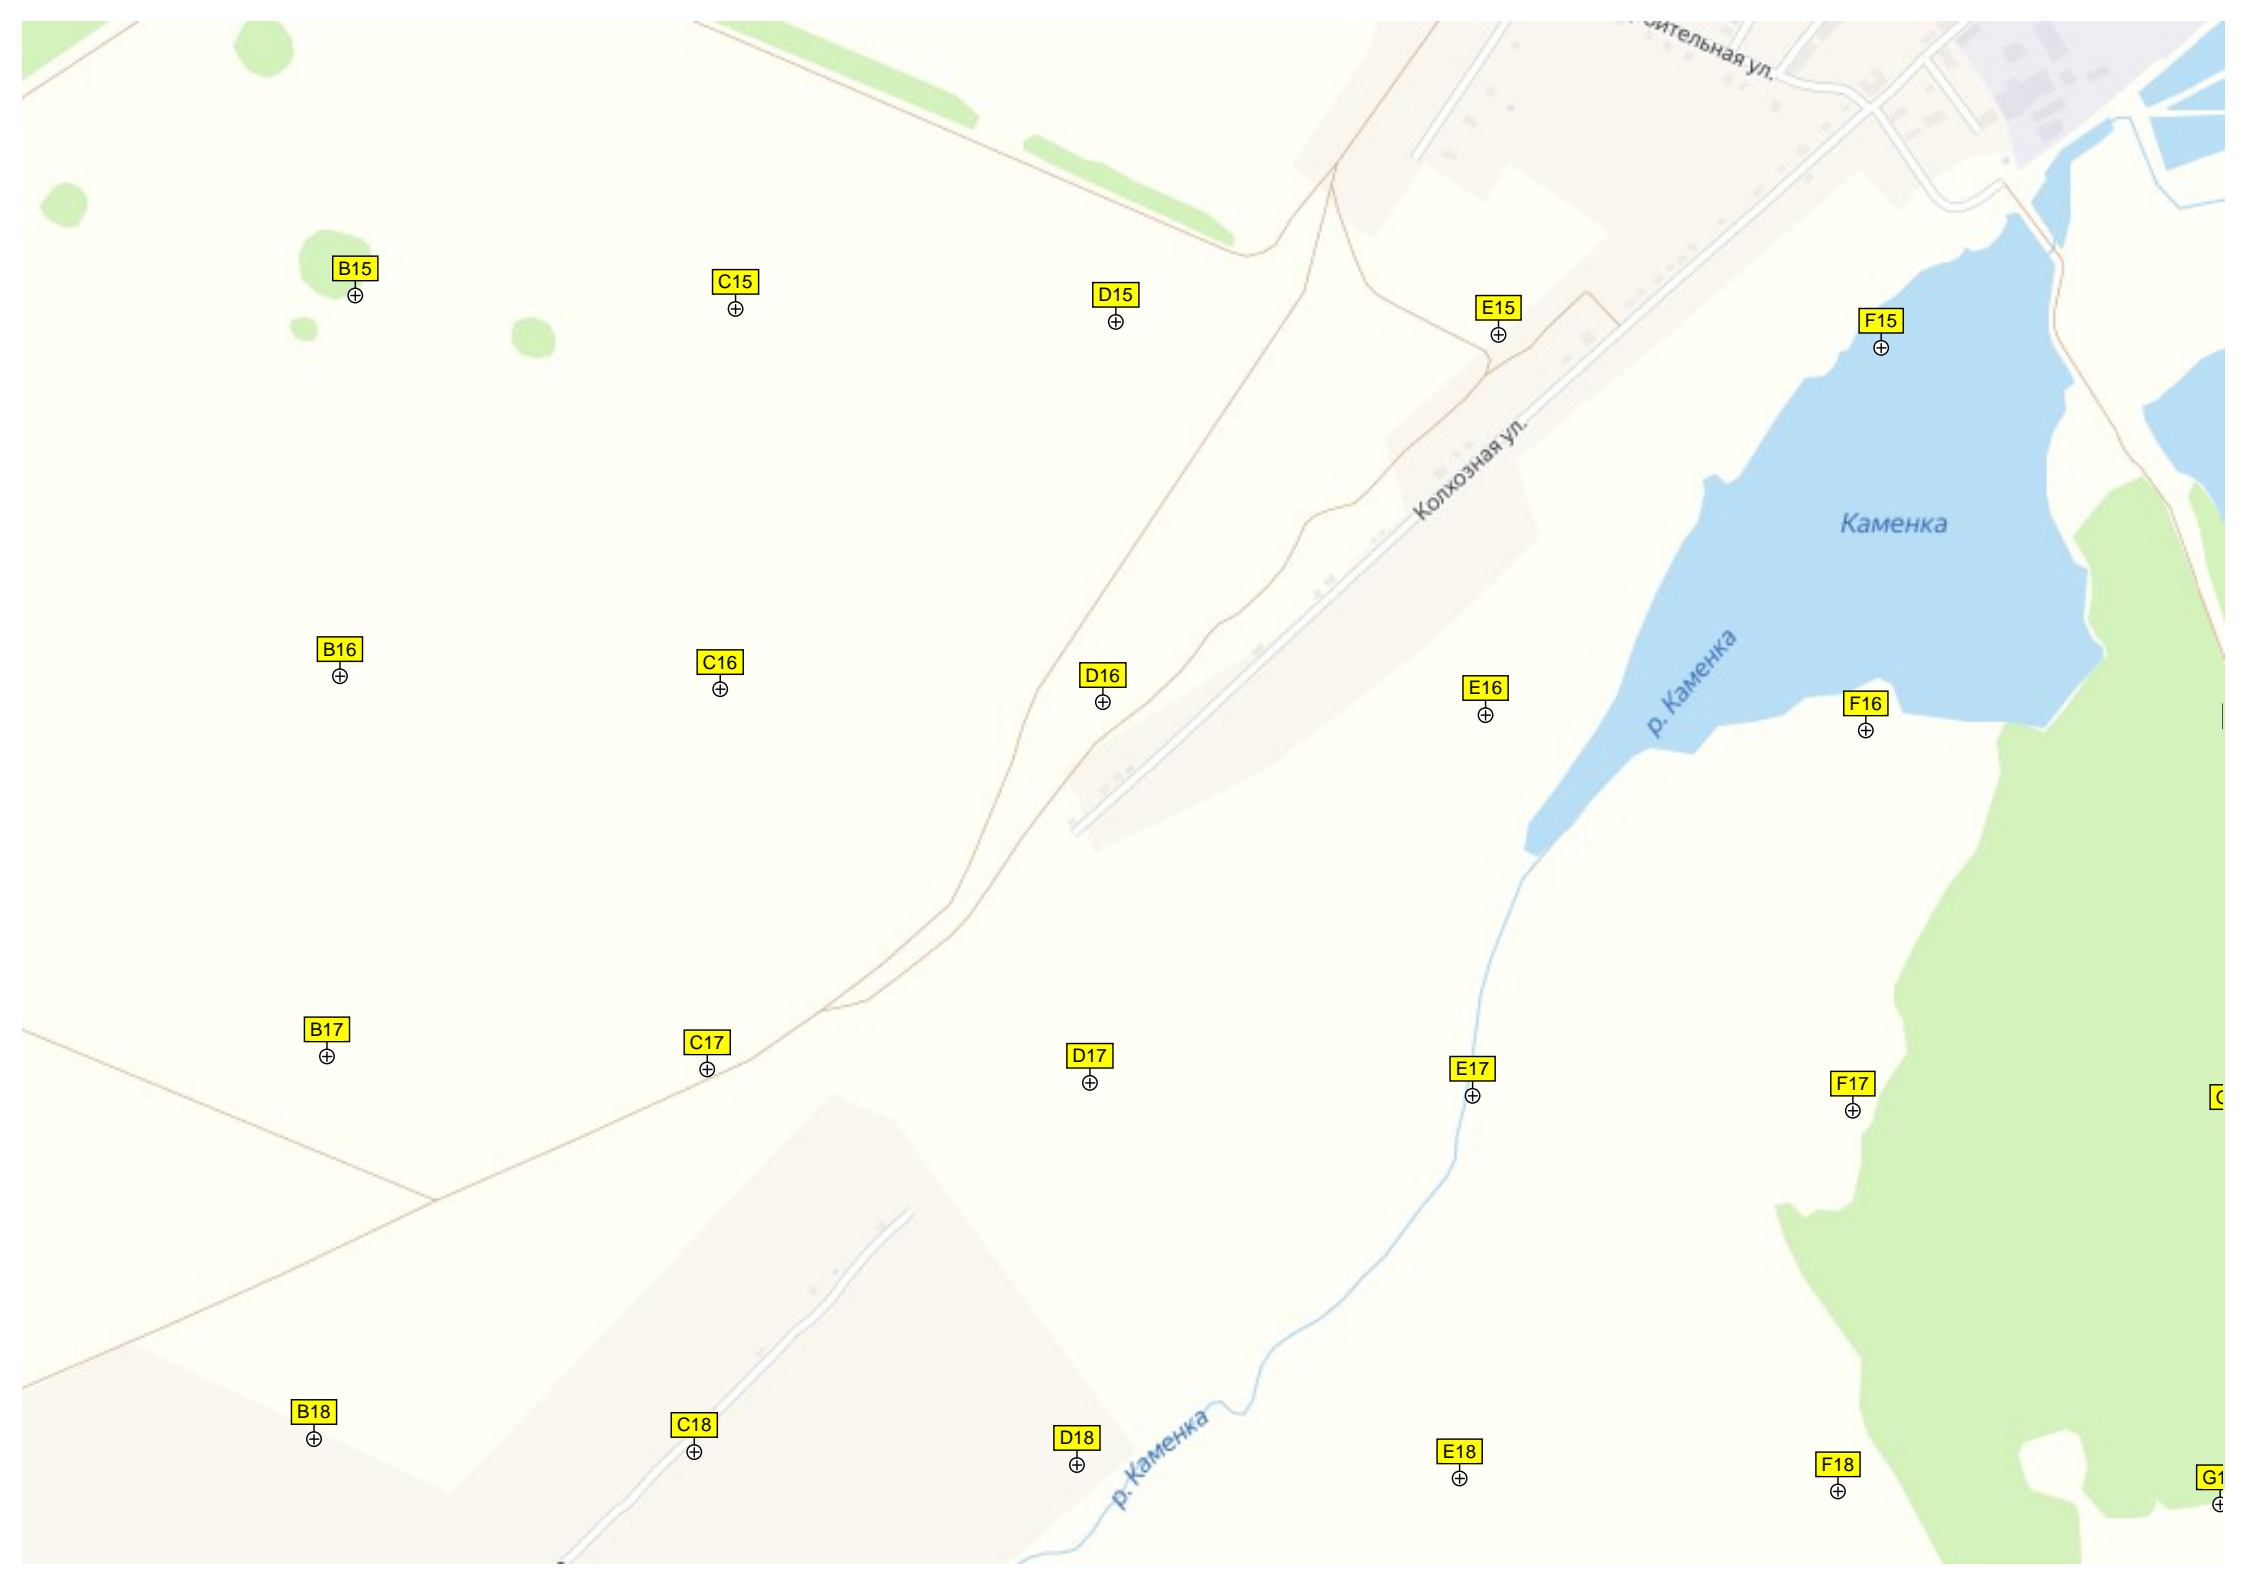 ул.
B15
C15
D15
E15
F15
Колхозная ул.
Каменка
B16
C16
D16
E16
р. Каменка
F16
B17
C17
D17
E17
F17
B18
C18
D18
E18
F18
р. Каменка